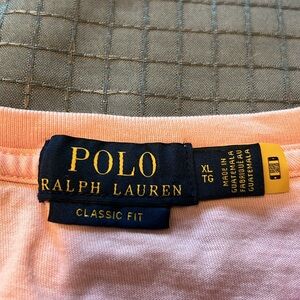 POLO
RALPH LAUREN
CLASSIC FIT
XL
TG
MADE IN
GUATEMALA
FABRIQUÉ AU
GUATEMALA